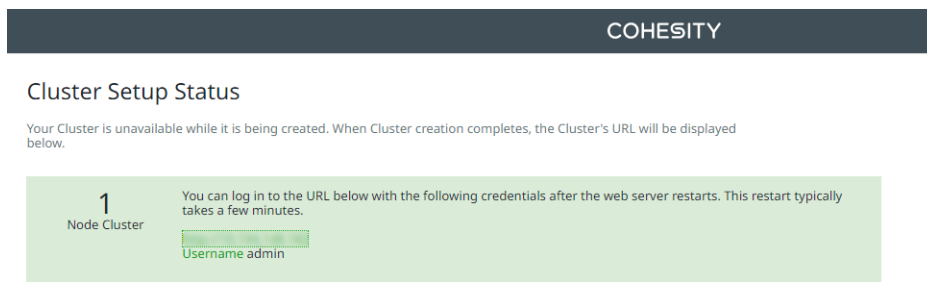 COHESITY
Cluster Setup Status
Your Cluster is unavailable while it is being created. When Cluster creation completes, the Cluster's URL will be displayed
below.
1
Node Cluster
You can log in to the URL below with the following credentials after the web server restarts. This restart typically
takes a few minutes.
Username admin